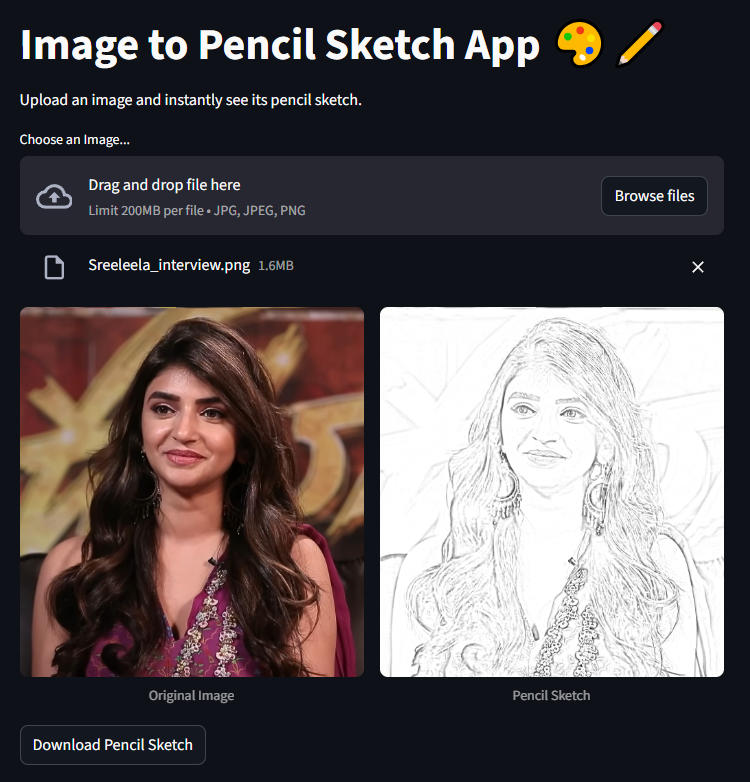 Image to Pencil Sketch App 🎨 ✏️
Upload an image and instantly see its pencil sketch.
Choose an Image...
Drag and drop file here
Limit 200MB per file • JPG, JPEG, PNG
Browse files
Sreeleela_interview.png 1.6MB
Original Image
Pencil Sketch
Download Pencil Sketch